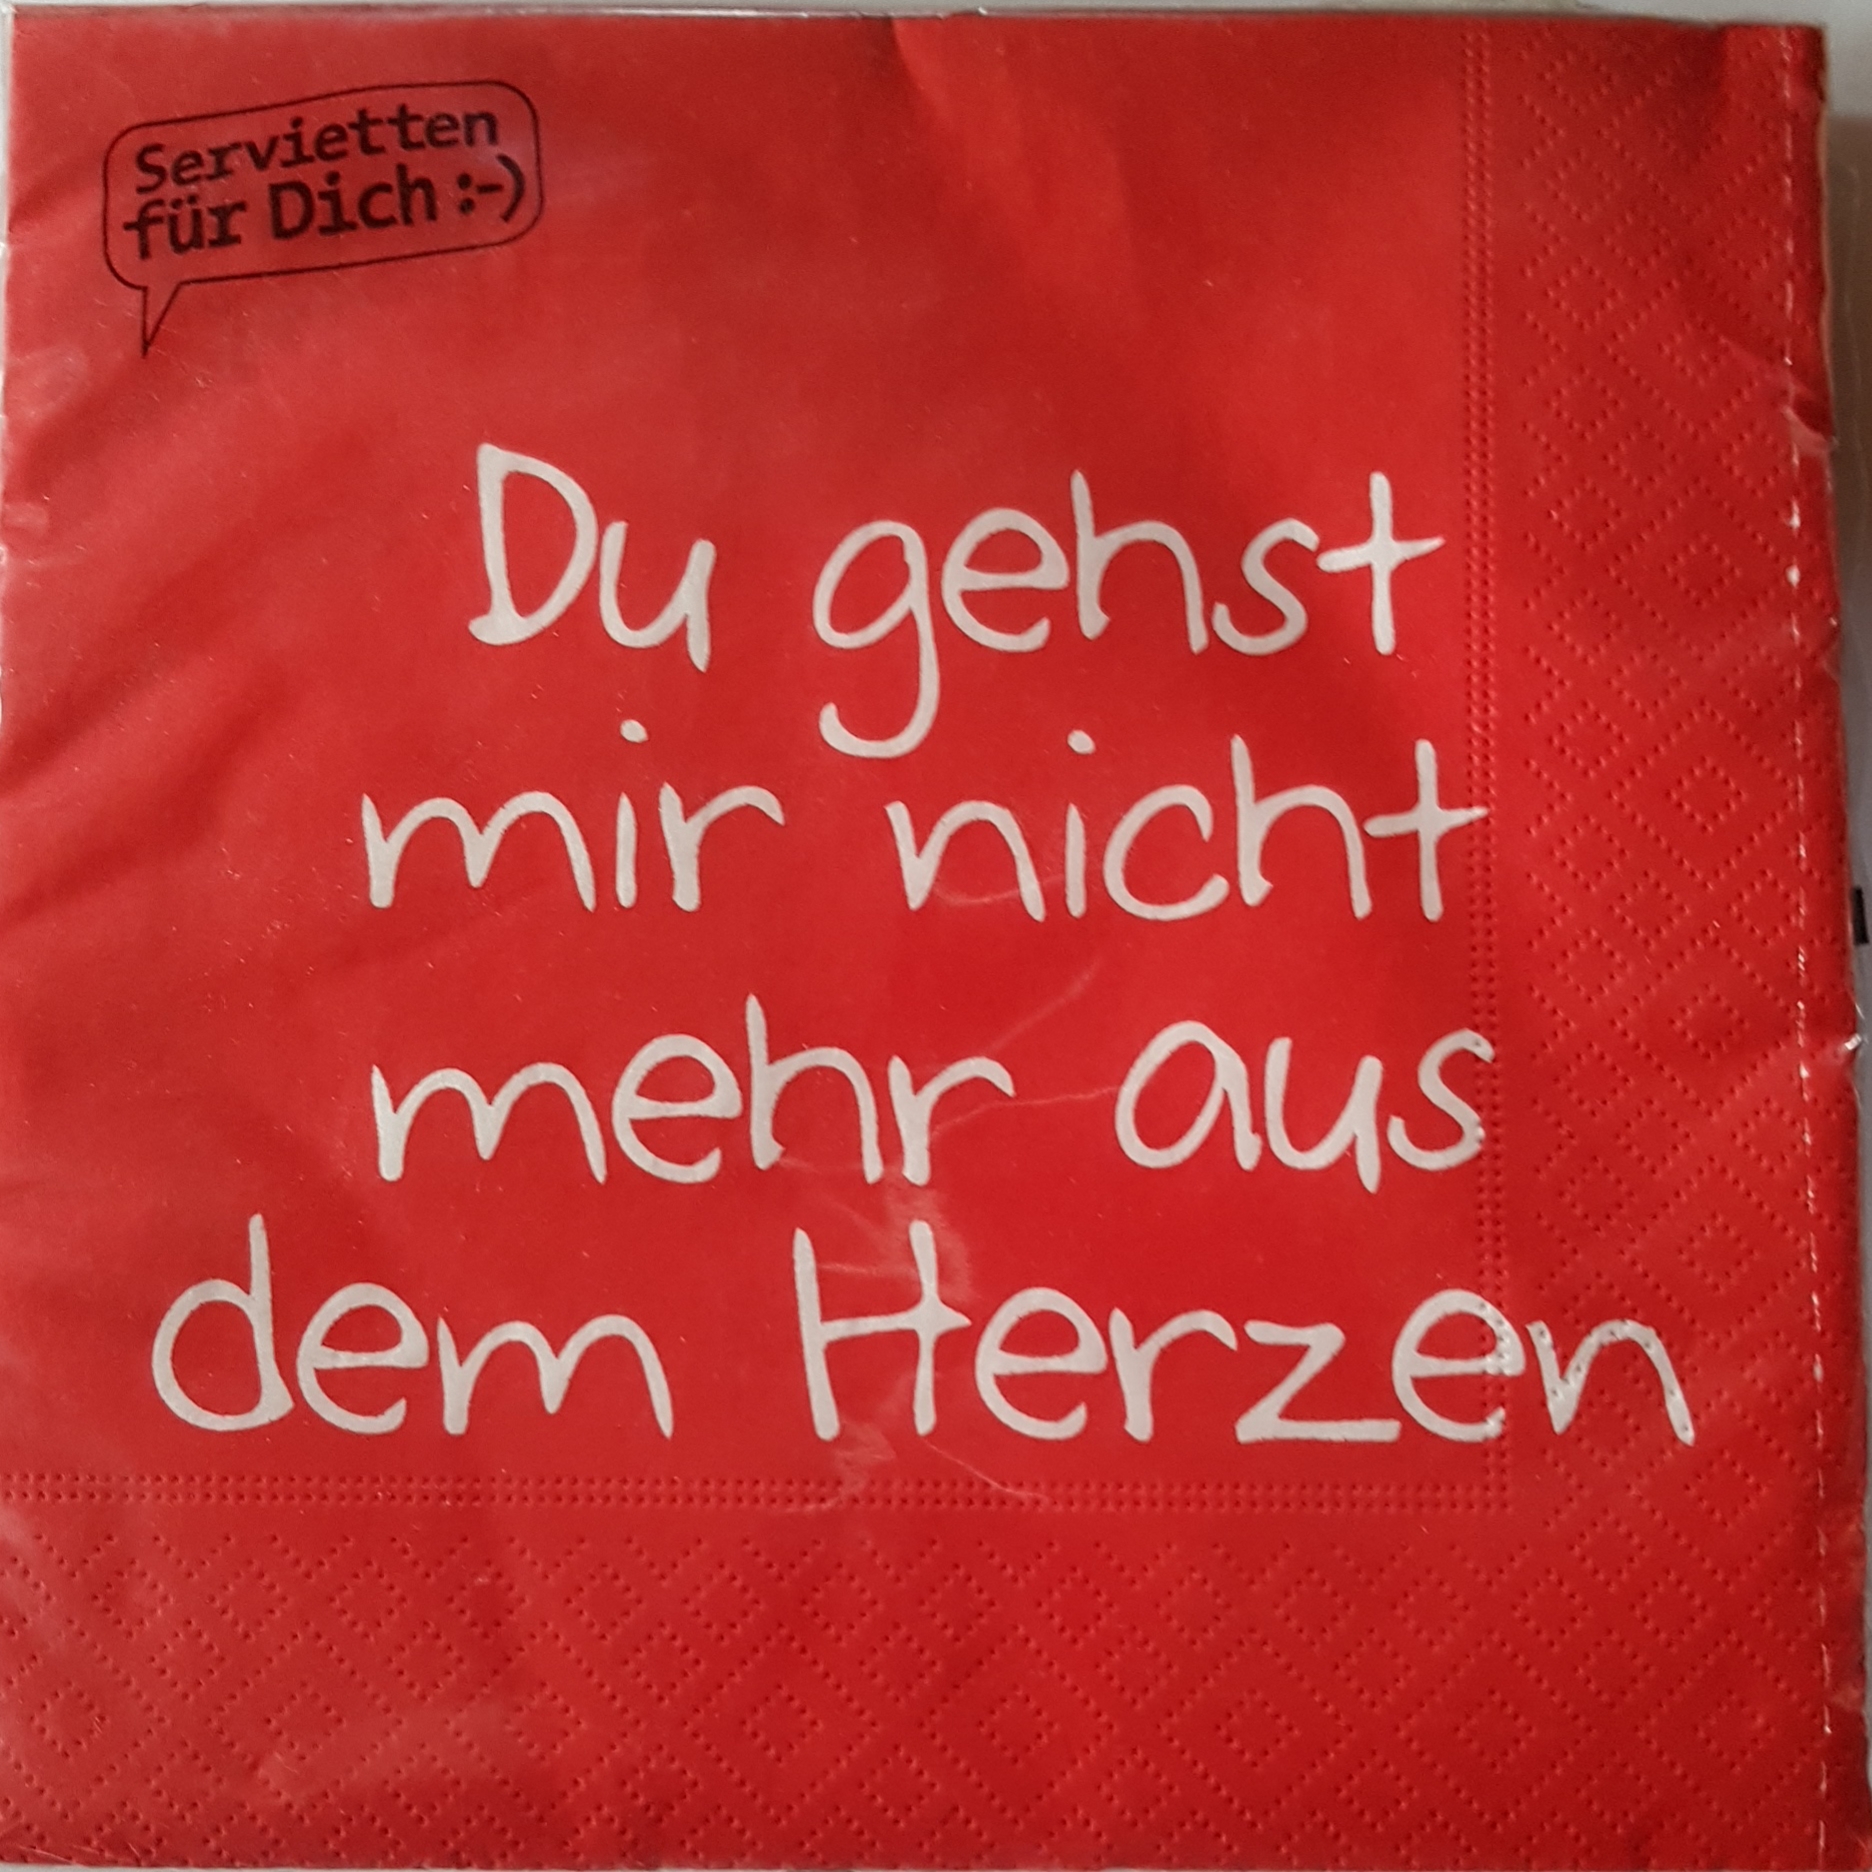 Servietten
für Dich :-)
Du gehst
mir nicht
mehr aus
dem Herzen